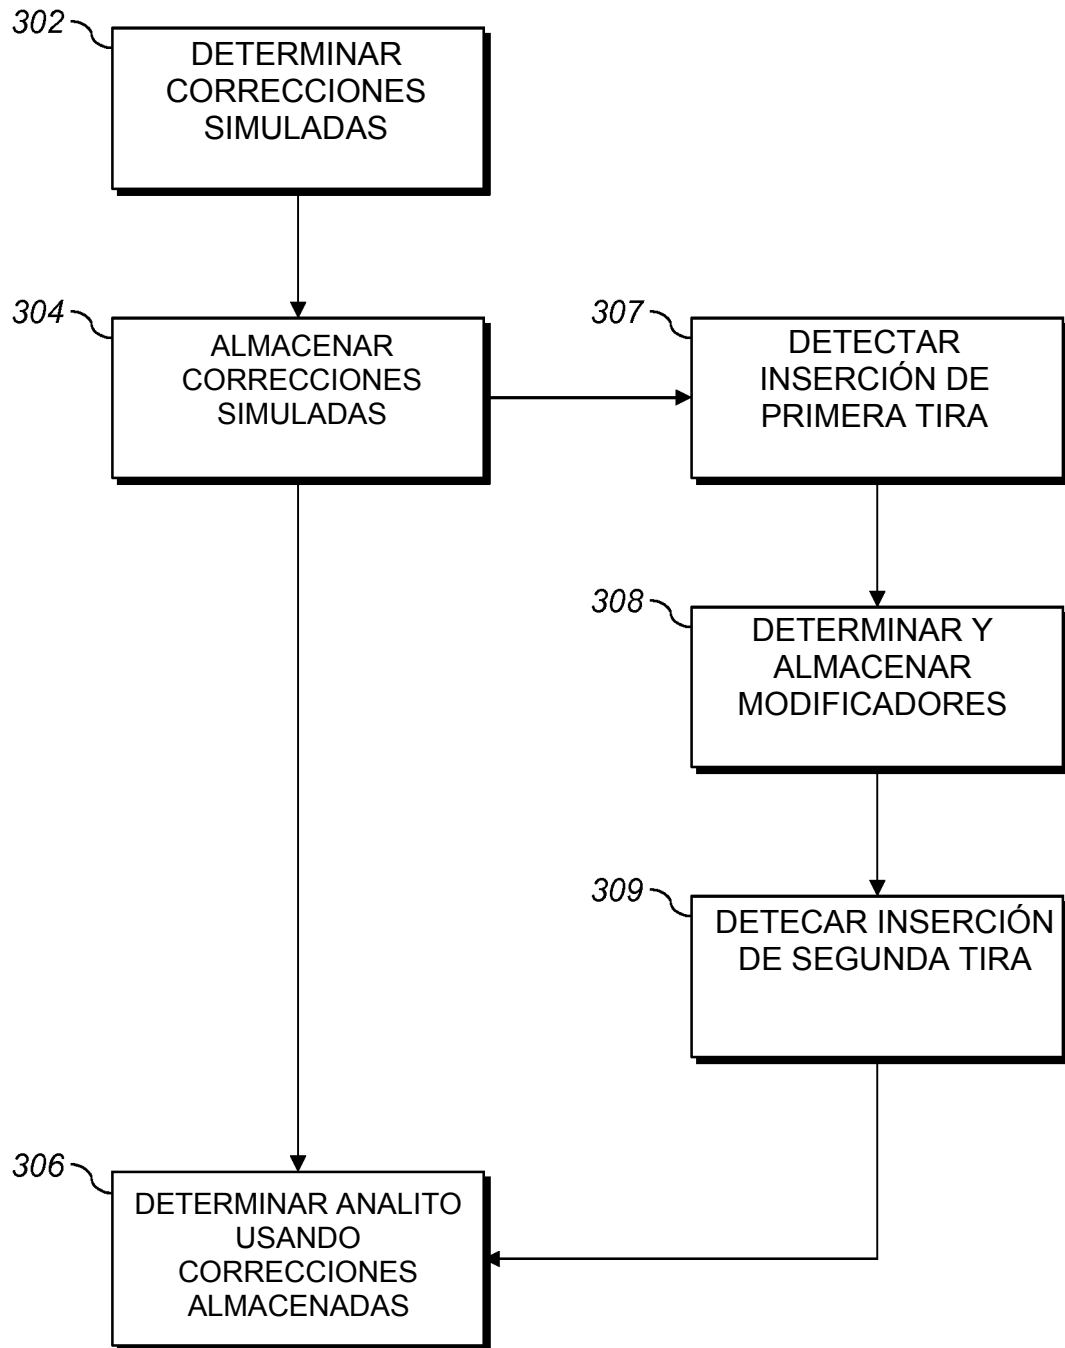 302
DETERMINAR
CORRECCIONES
SIMULADAS
304
ALMACENAR
CORRECCIONES
SIMULADAS
307
DETECTAR
INSERCIÓN DE
PRIMERA TIRA
308
DETERMINAR Y
ALMACENAR
MODIFICADORES
309
DETECAR INSERCIÓN
DE SEGUNDA TIRA
306
DETERMINAR ANALITO
USANDO
CORRECCIONES
ALMACENADAS